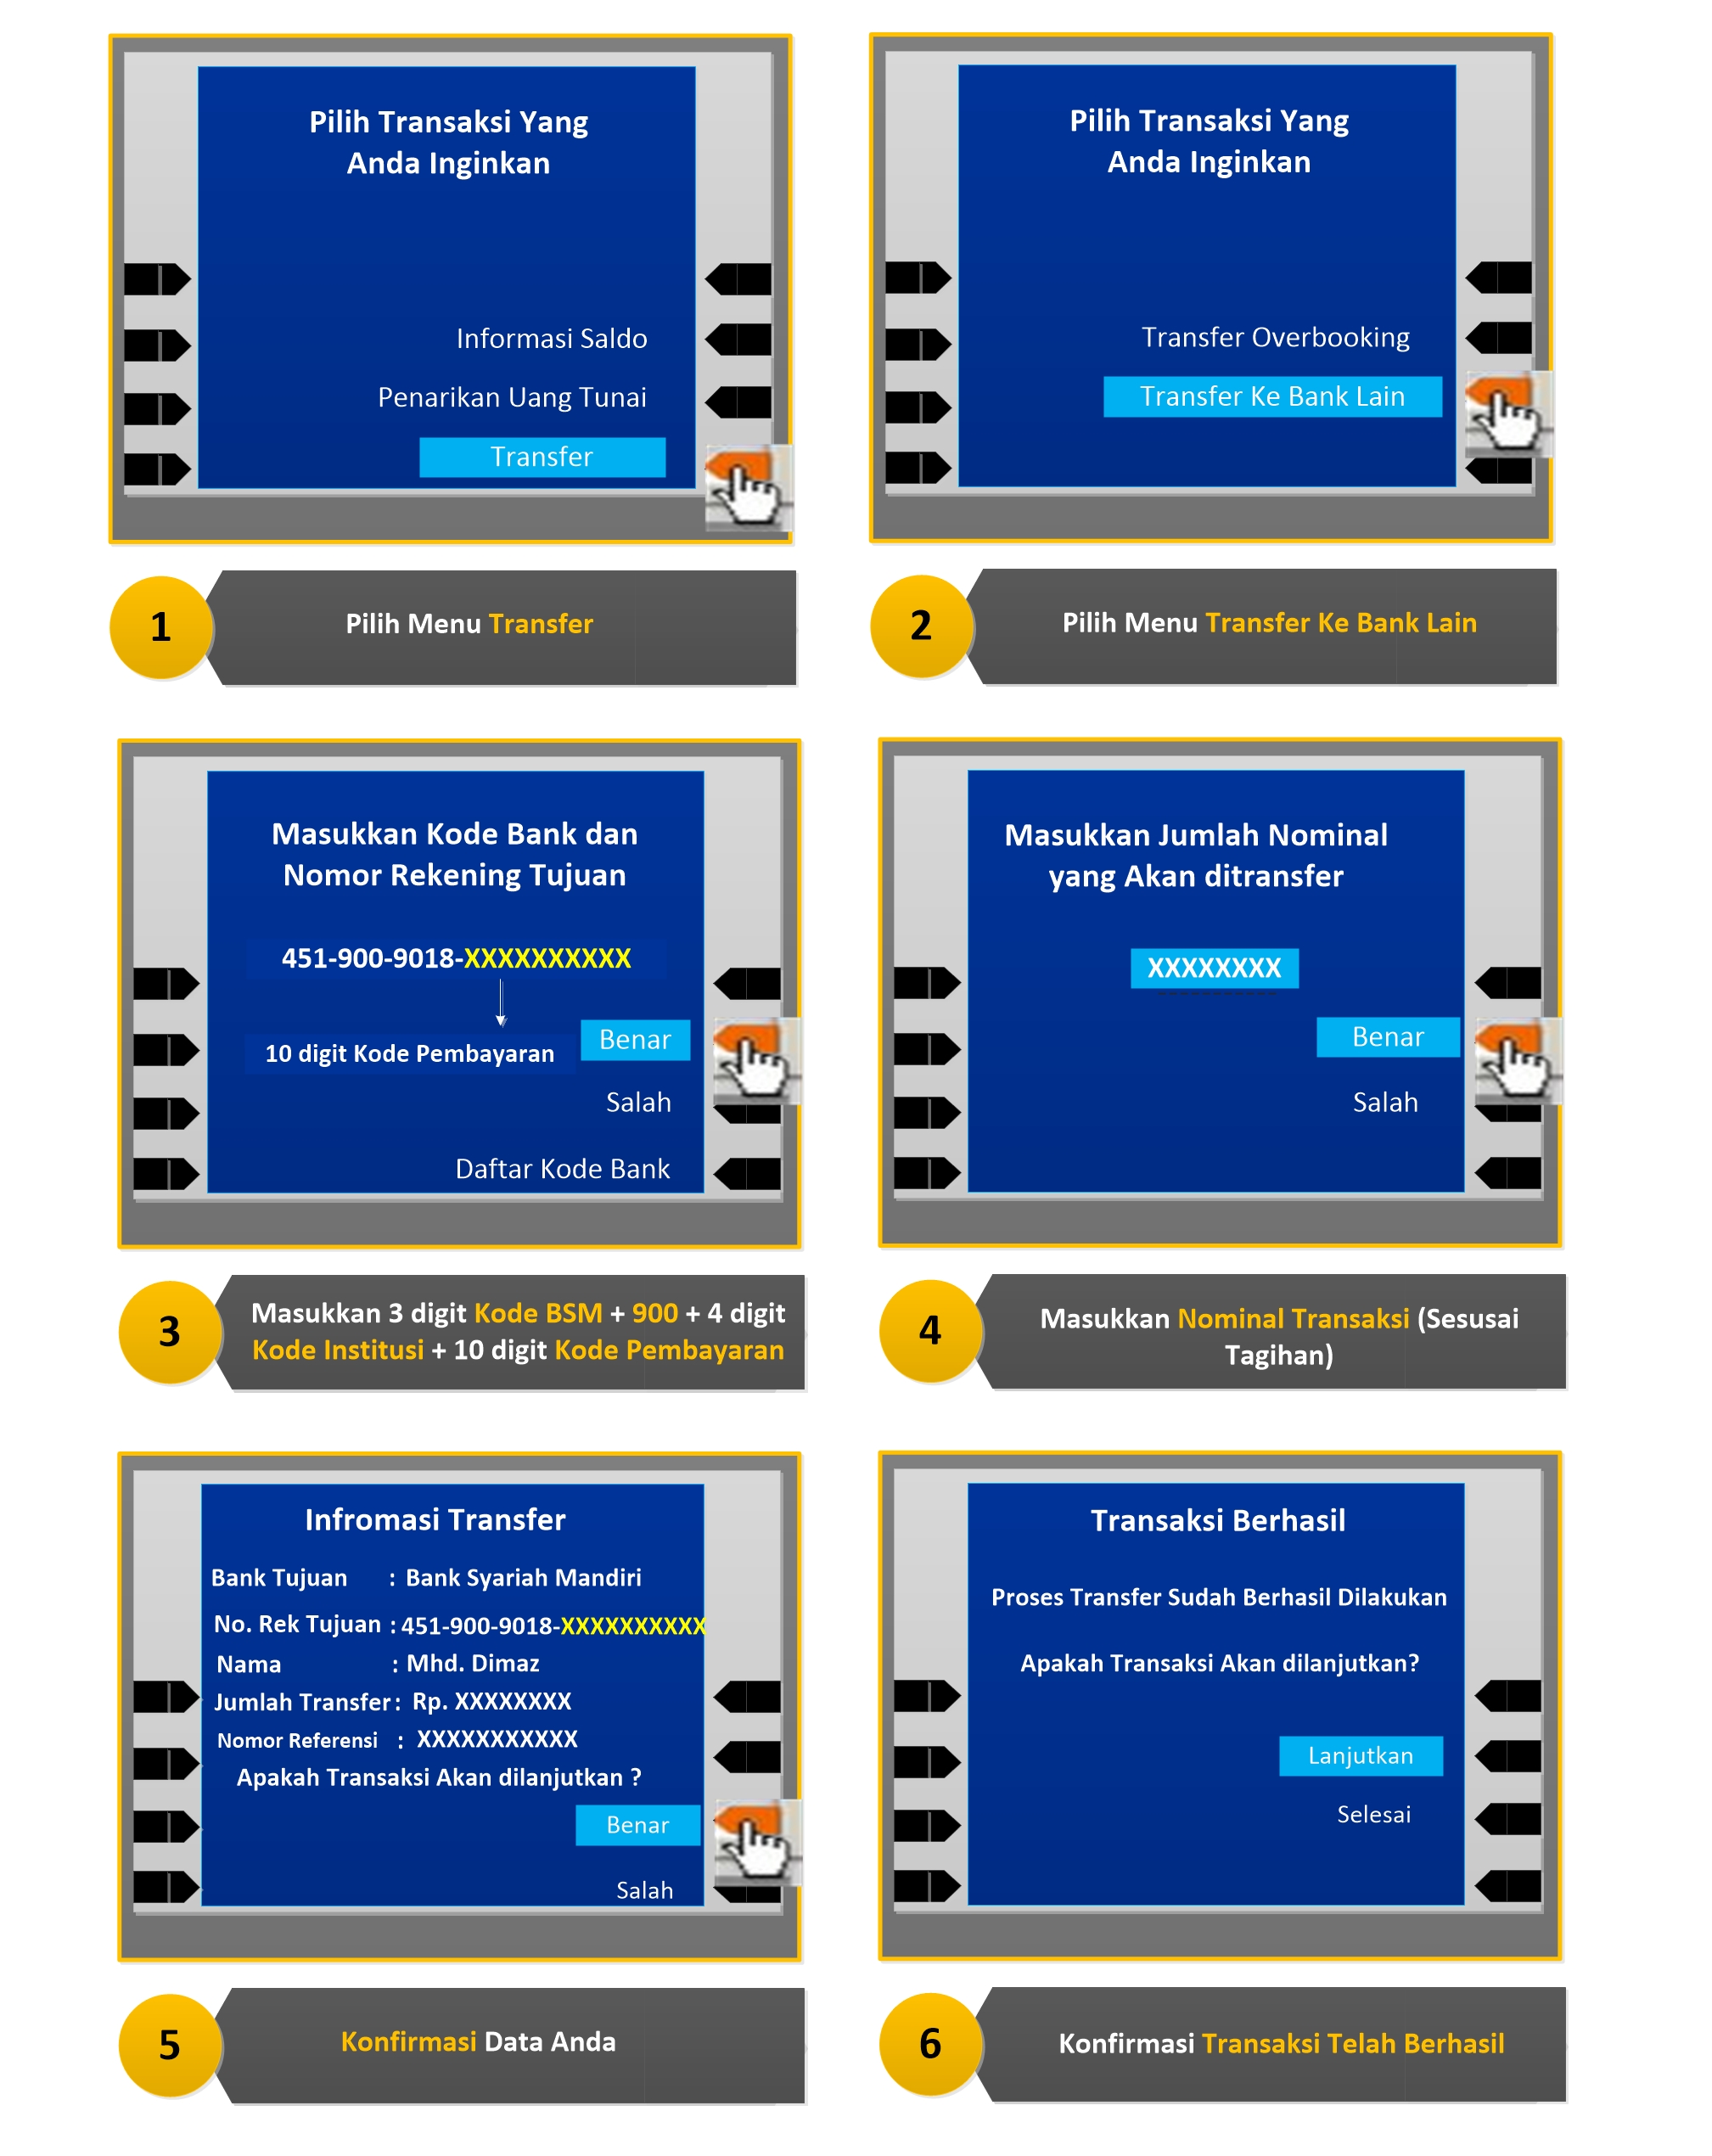 Pilih Transaksi Yang
Anda Inginkan
Informasi Saldo
Penarikan Uang Tunai
Transfer
1
Pilih Menu Transfer
Pilih Transaksi Yang
Anda Inginkan
Transfer Overbooking
Transfer Ke Bank Lain
2
Pilih Menu Transfer Ke Bank Lain
Masukkan Kode Bank dan
Nomor Rekening Tujuan
451-900-9018-XXXXXXXXXX
10 digit Kode Pembayaran
Benar
Salah
Daftar Kode Bank
3
Masukkan 3 digit Kode BSM + 900 + 4 digit
Kode Institusi + 10 digit Kode Pembayaran
Masukkan Jumlah Nominal
yang Akan ditransfer
XXXXXXXX
Benar
Salah
4
Masukkan Nominal Transaksi (Sesusai
Tagihan)
Infromasi Transfer
Bank Tujuan : Bank Syariah Mandiri
No. Rek Tujuan : 451-900-9018-XXXXXXXXXX
Nama : Mhd. Dimaz
Jumlah Transfer : Rp. XXXXXXXX
Nomor Referensi : XXXXXXXXXXX
Apakah Transaksi Akan dilanjutkan ?
Benar
Salah
5
Konfirmasi Data Anda
Transaksi Berhasil
Proses Transfer Sudah Berhasil Dilakukan
Apakah Transaksi Akan dilanjutkan?
Lanjutkan
Selesai
6
Konfirmasi Transaksi Telah Berhasil